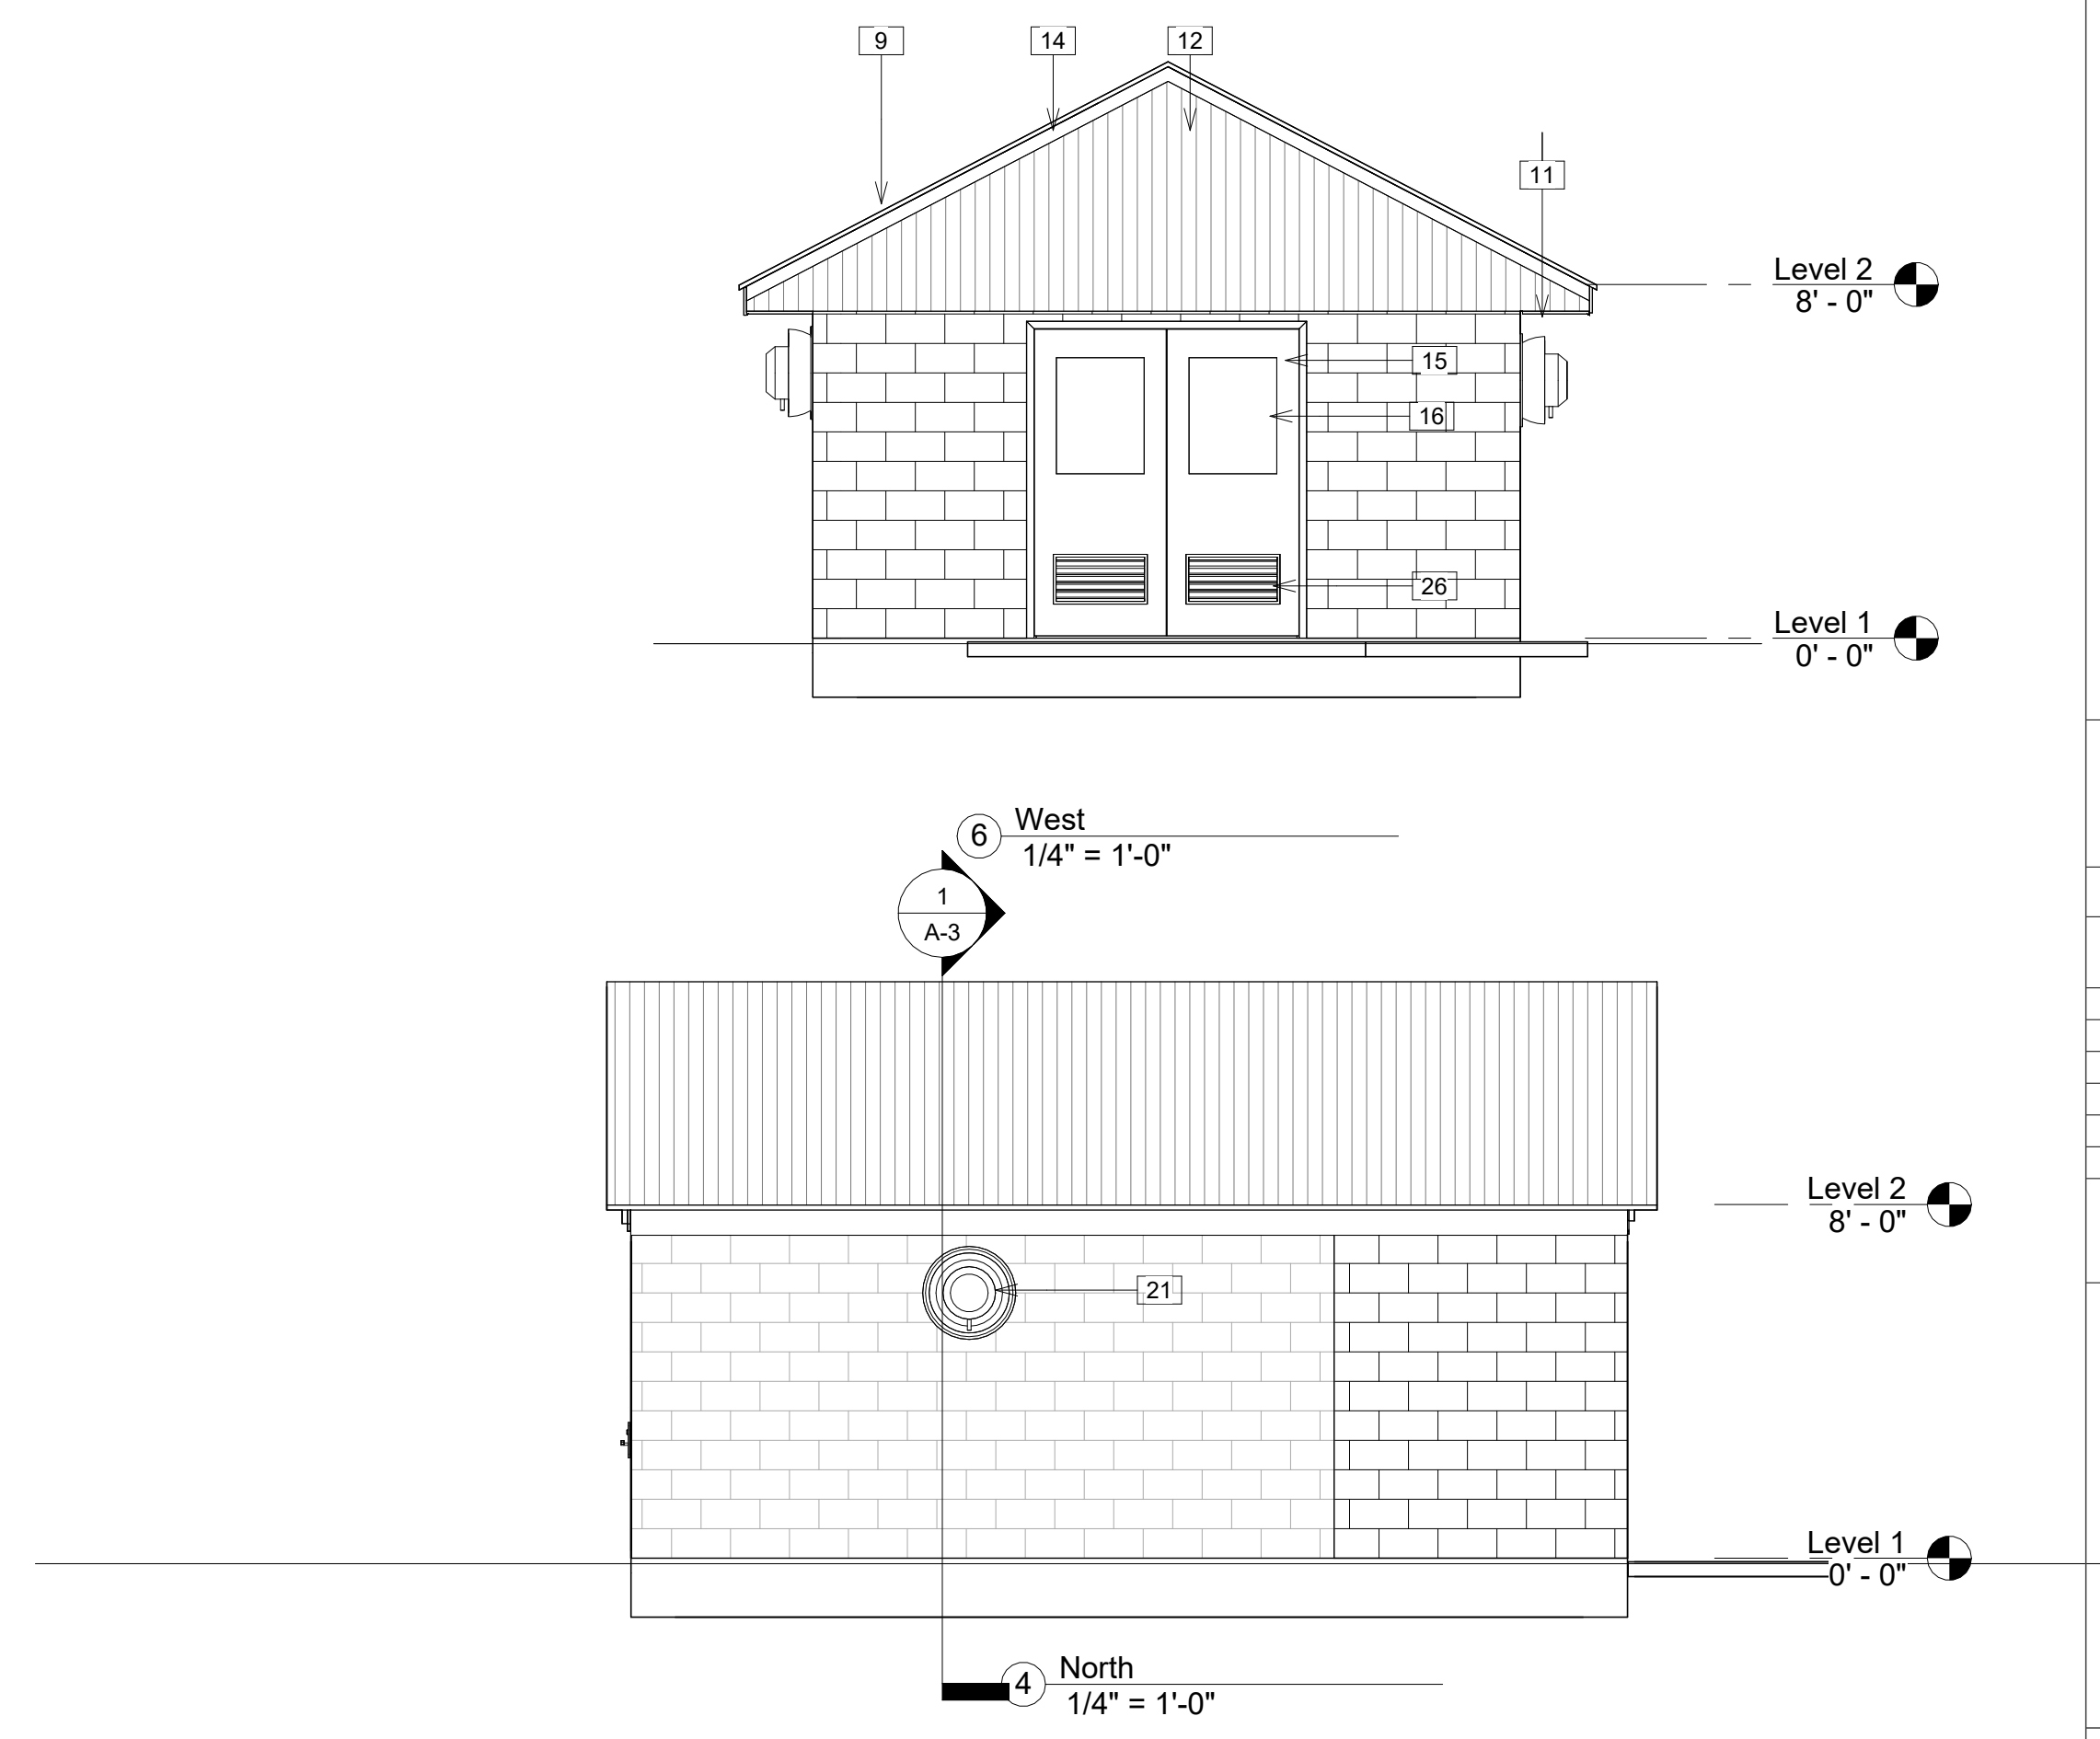 9
14
12
11
Level 2
8' - 0"
15
16
26
Level 1
0' - 0"
6
West
1/4" = 1'-0"
1
A-3
Level 2
8' - 0"
21
Level 1
0' - 0"
4
North
1/4" = 1'-0"